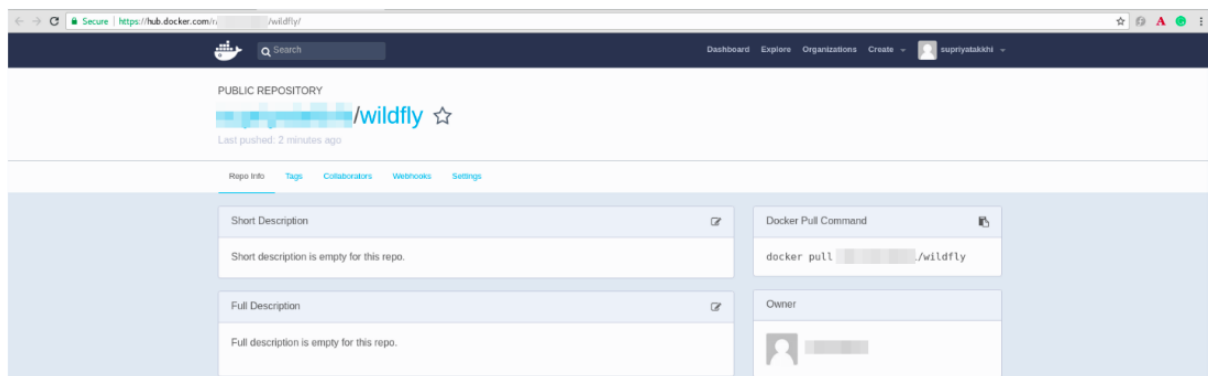 Secure | https://hub.docker.com/r/ /wildfly/
Search
Dashboard Explore Organizations Create supriyatakkhi
PUBLIC REPOSITORY
/wildfly
Last pushed: 2 minutes ago
Repo Info Tags Collaborators Webhooks Settings
Short Description
Short description is empty for this repo.
Full Description
Full description is empty for this repo.
Docker Pull Command
docker pull /wildfly
Owner